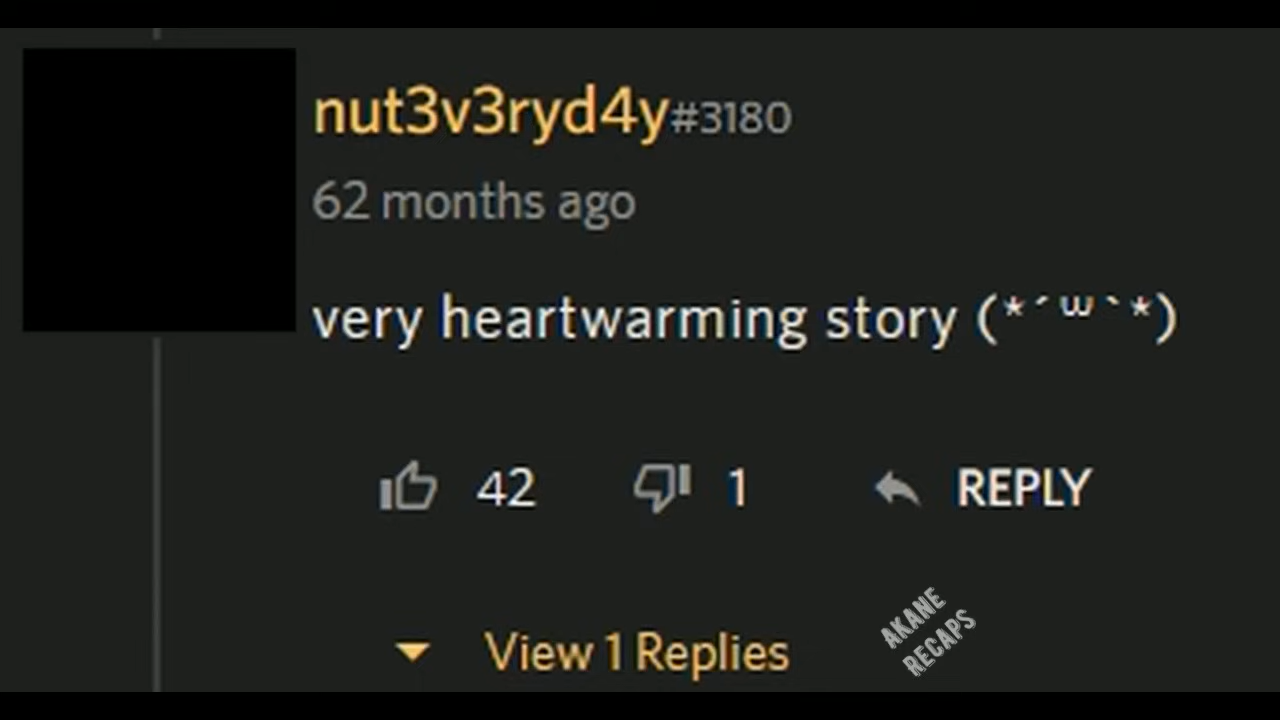 nut3v3ryd4y#3180
62 months ago
very heartwarming story (*´꒳`*)
42 1 REPLY
View 1 Replies
AKANE
RECAPS